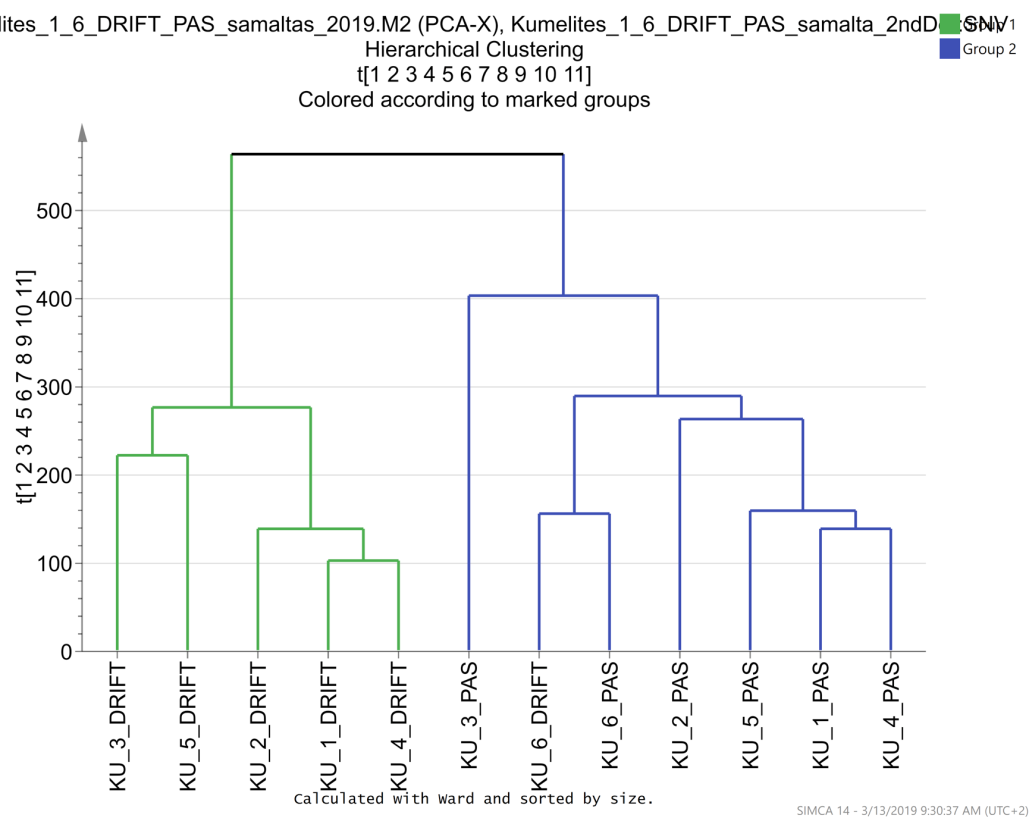 lites_1_6_DRIFT_PAS_samaltas_2019.M2 (PCA-X), Kumelites_1_6_DRIFT_PAS_samalta_2ndD
Group 1
Group 2
Hierarchical Clustering
t[1 2 3 4 5 6 7 8 9 10 11]
Colored according to marked groups
t[1 2 3 4 5 6 7 8 9 10 11]
500
400
300
200
100
0
KU_3_DRIFT
KU_5_DRIFT
KU_2_DRIFT
KU_1_DRIFT
KU_4_DRIFT
KU_3_PAS
KU_6_DRIFT
KU_6_PAS
KU_2_PAS
KU_5_PAS
KU_1_PAS
KU_4_PAS
Calculated with Ward and sorted by size.
SIMCA 14 - 3/13/2019 9:30:37 AM (UTC+2)